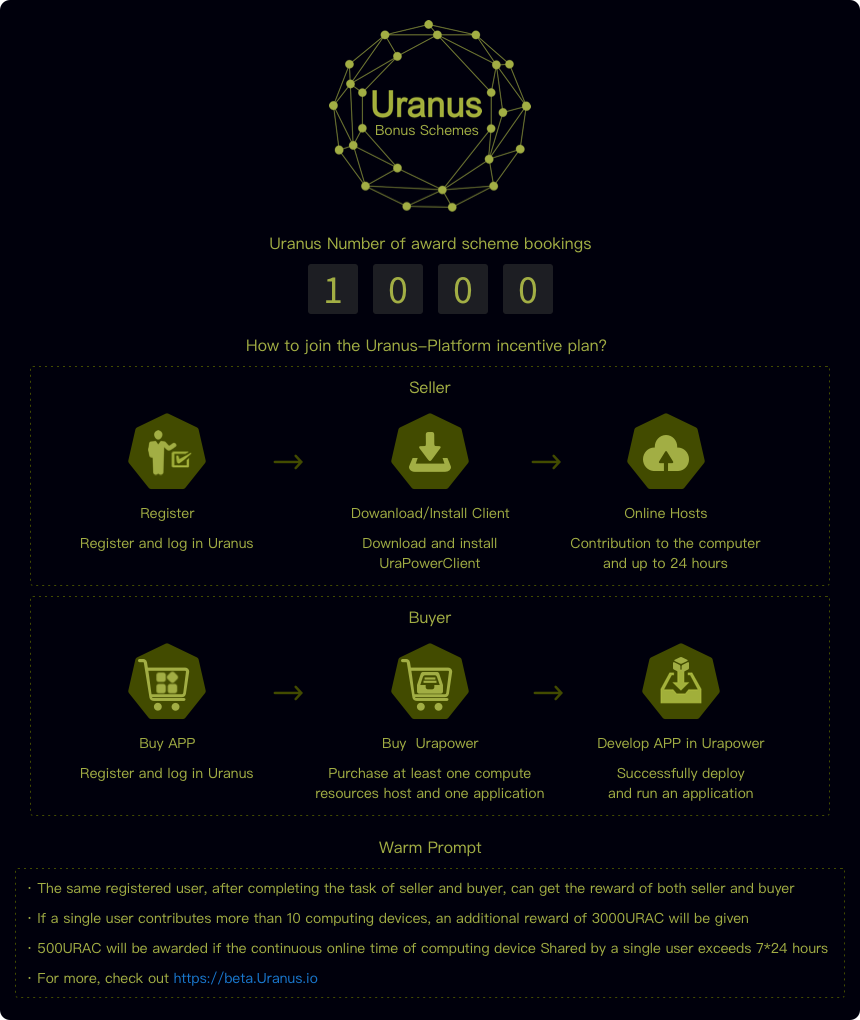 Uranus
Bonus Schemes
Uranus Number of award scheme bookings
1 0 0 0
How to join the Uranus-Platform incentive plan?
Seller
Register
Register and log in Uranus
Dowanload/Install Client
Download and install
UraPowerClient
Online Hosts
Contribution to the computer
and up to 24 hours
Buyer
Buy APP
Register and log in Uranus
Buy Urapower
Purchase at least one compute
resources host and one application
Develop APP in Urapower
Successfully deploy
and run an application
Warm Prompt
· The same registered user, after completing the task of seller and buyer, can get the reward of both seller and buyer
· If a single user contributes more than 10 computing devices, an additional reward of 3000URAC will be given
· 500URAC will be awarded if the continuous online time of computing device Shared by a single user exceeds 7*24 hours
· For more, check out https://beta.Uranus.io